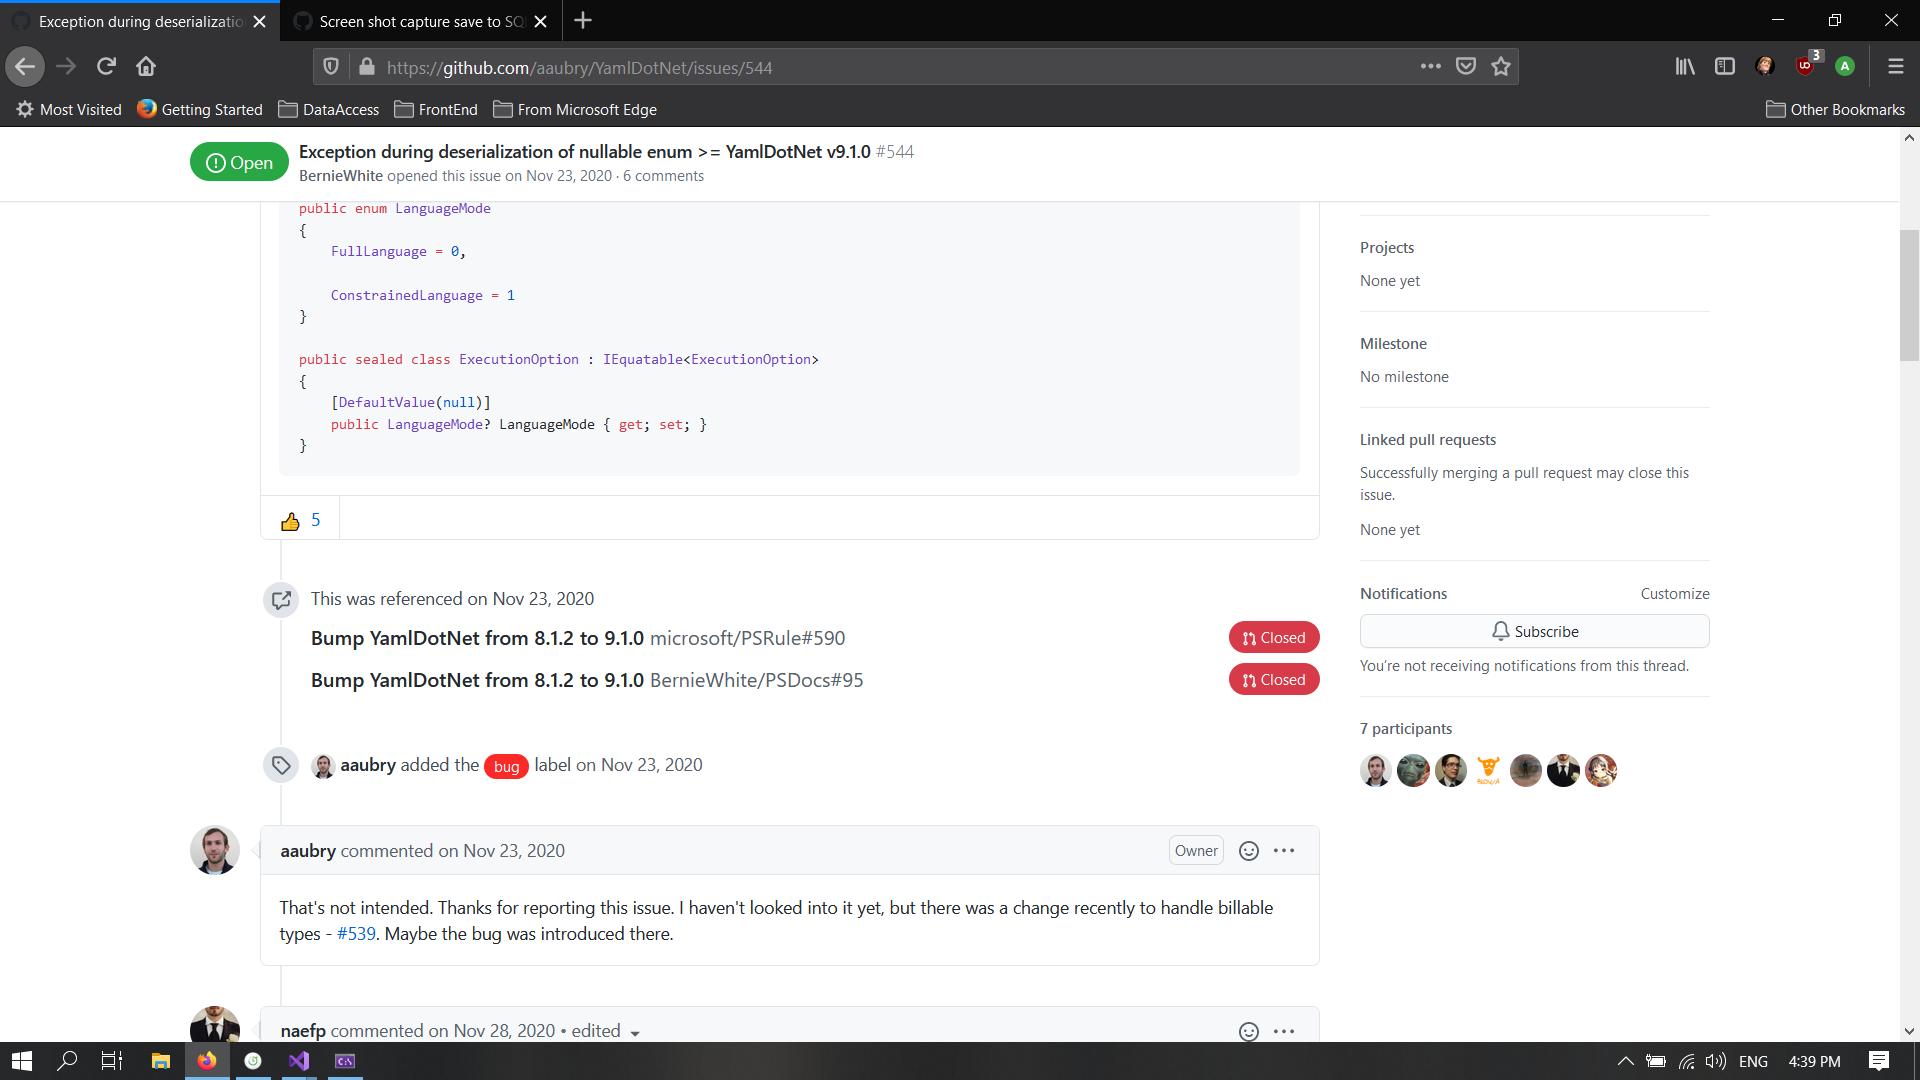 Exception during deserializatio
Screen shot capture save to SQ
https://github.com/aaubry/YamlDotNet/issues/544
3
A
Most Visited
Getting Started
DataAccess
FrontEnd
From Microsoft Edge
Other Bookmarks
Open
Exception during deserialization of nullable enum >= YamlDotNet v9.1.0 #544
BernieWhite opened this issue on Nov 23, 2020 · 6 comments
public enum LanguageMode
{
    FullLanguage = 0,
    ConstrainedLanguage = 1
}
public sealed class ExecutionOption : IEquatable<ExecutionOption>
{
    [DefaultValue(null)]
    public LanguageMode? LanguageMode { get; set; }
}
5
This was referenced on Nov 23, 2020
Bump YamlDotNet from 8.1.2 to 9.1.0 microsoft/PSRule#590
Closed
Bump YamlDotNet from 8.1.2 to 9.1.0 BernieWhite/PSDocs#95
Closed
aaubry added the bug label on Nov 23, 2020
aaubry commented on Nov 23, 2020
Owner
That's not intended. Thanks for reporting this issue. I haven't looked into it yet, but there was a change recently to handle billable
types - #539. Maybe the bug was introduced there.
naefp commented on Nov 28, 2020 • edited
Projects
None yet
Milestone
No milestone
Linked pull requests
Successfully merging a pull request may close this
issue.
None yet
Notifications
Customize
Subscribe
You're not receiving notifications from this thread.
7 participants
ENG
4:39 PM